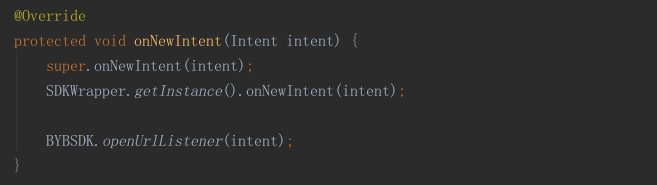 @Override
protected void onNewIntent(Intent intent) {
    super.onNewIntent(intent);
    SDKWrapper.getInstance().onNewIntent(intent);

    BYBSDK.openUrlListener(intent);
}